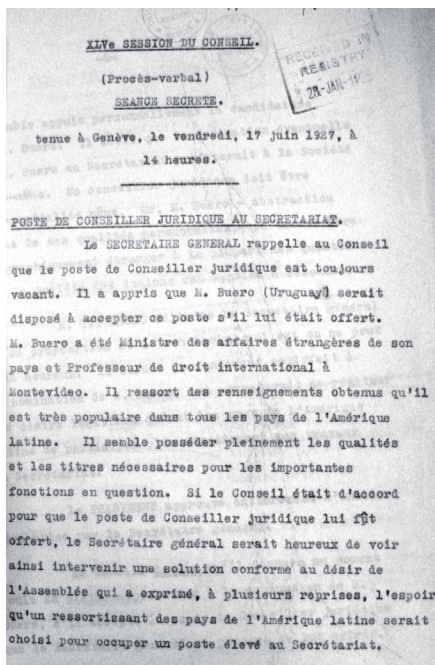 XLVe SESSION DU CONSEIL.
RECEIVED IN
REGISTRY
28 JAN
(Procès-verbal)
SEANCE SECRETE.
tenue à Genève, le vendredi, 17 juin 1927, à
14 heures.
POSTE DE CONSEILLER JURIDIQUE AU SECRETARIAT.
Le SECRETAIRE GENERAL rappelle au Conseil
que le poste de Conseiller juridique est toujours
vacant. Il a appris que M. Buero (Uruguay) serait
disposé à accepter ce poste s'il lui était offert.
M. Buero a été Ministre des affaires étrangères de son
pays et Professeur de droit international à
Montevideo. Il ressort des renseignements obtenus qu'il
est très populaire dans tous les pays de l'Amérique
latine. Il semble posséder pleinement les qualités
et les titres nécessaires pour les importantes
fonctions en question. Si le Conseil était d'accord
pour que le poste de Conseiller juridique lui fût
offert, le Secrétaire général serait heureux de voir
ainsi intervenir une solution conforme au désir de
l'Assemblée qui a exprimé, à plusieurs reprises, l'espoir
qu'un ressortissant des pays de l'Amérique latine serait
choisi pour occuper un poste élevé au Secrétariat.